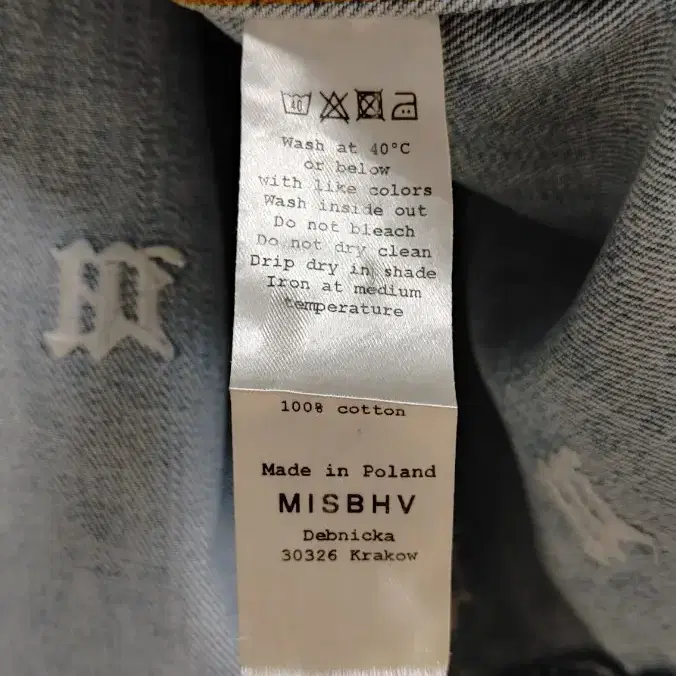 40
Wash at 40°C
or below
with like colors
Wash inside out
Do not bleach
Do not dry clean
Drip dry in shade
Iron at medium
temperature
100% cotton
Made in Poland
MISBHV
Debnicka
30326 Krakow